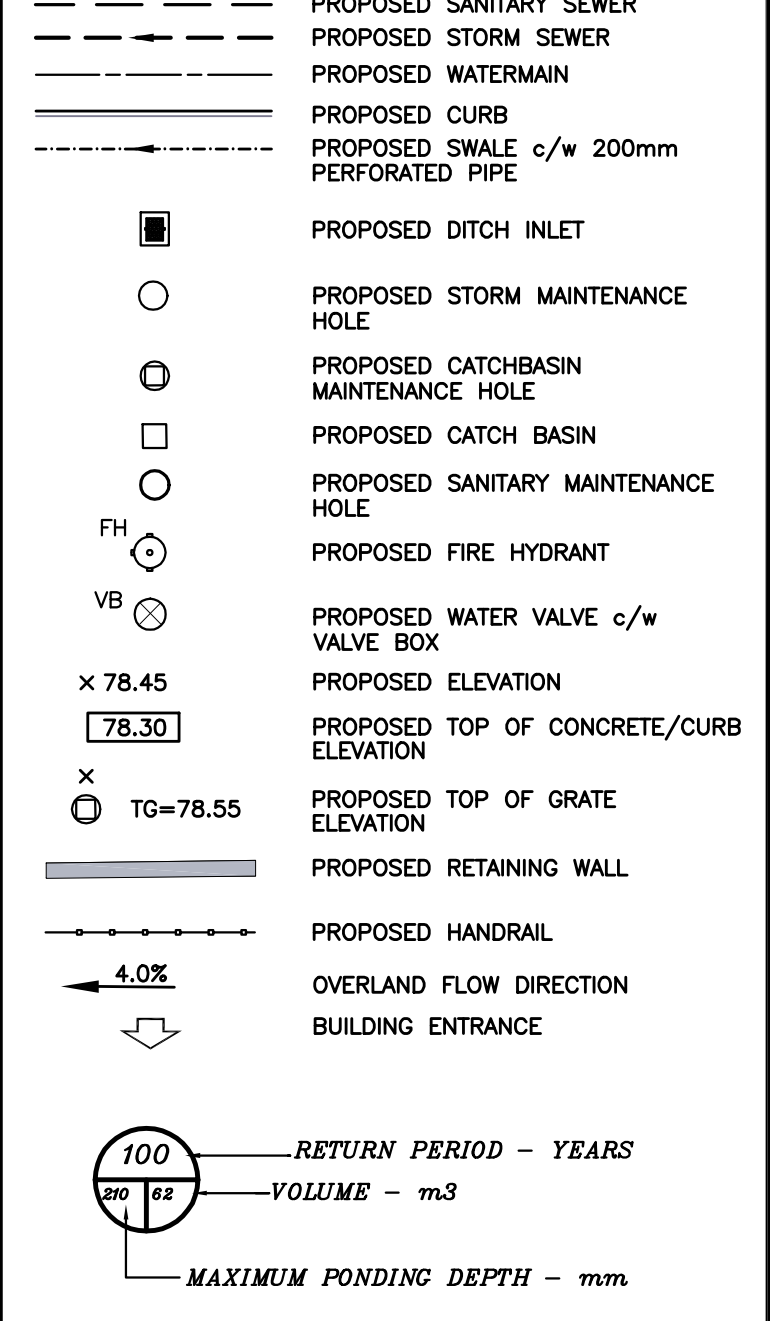 PROPOSED SANITARY SEWER
PROPOSED STORM SEWER
PROPOSED WATERMAIN
PROPOSED CURB
PROPOSED SWALE c/w 200mm
PERFORATED PIPE
PROPOSED DITCH INLET
PROPOSED STORM MAINTENANCE
HOLE
PROPOSED CATCHBASIN
MAINTENANCE HOLE
PROPOSED CATCH BASIN
PROPOSED SANITARY MAINTENANCE
HOLE
FH
PROPOSED FIRE HYDRANT
VB
PROPOSED WATER VALVE c/w
VALVE BOX
× 78.45 PROPOSED ELEVATION
78.30 PROPOSED TOP OF CONCRETE/CURB
ELEVATION
×
TG=78.55 PROPOSED TOP OF GRATE
ELEVATION
PROPOSED RETAINING WALL
PROPOSED HANDRAIL
4.0%
OVERLAND FLOW DIRECTION
BUILDING ENTRANCE
100 RETURN PERIOD - YEARS
210 62 VOLUME - m3
MAXIMUM PONDING DEPTH - mm